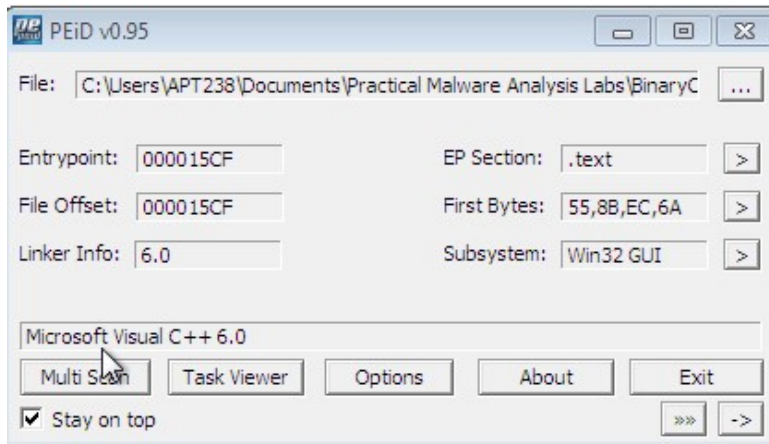 PEiD v0.95
File: C:\Users\APT238\Documents\Practical Malware Analysis Labs\BinaryC ...
Entrypoint: 000015CF EP Section: .text >
File Offset: 000015CF First Bytes: 55,8B,EC,6A >
Linker Info: 6.0 Subsystem: Win32 GUI >
Microsoft Visual C++ 6.0
Multi Scan Task Viewer Options About Exit
Stay on top »» ->